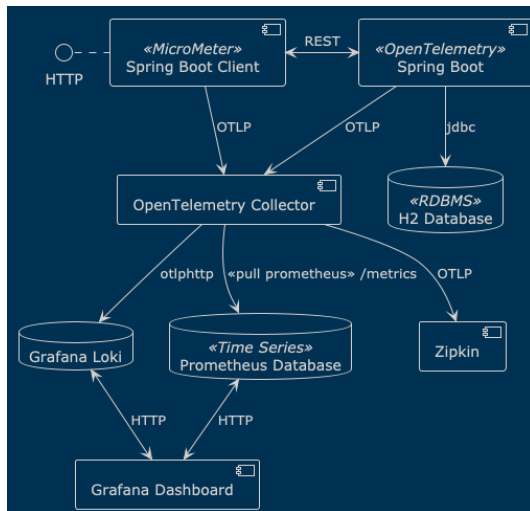 HTTP
«MicroMeter»
Spring Boot Client
REST
«OpenTelemetry»
Spring Boot
OTLP
OTLP
jdbc
OpenTelemetry Collector
«RDBMS»
H2 Database
otlphttp
«pull prometheus» /metrics
OTLP
Grafana Loki
«Time Series»
Prometheus Database
Zipkin
HTTP
HTTP
Grafana Dashboard